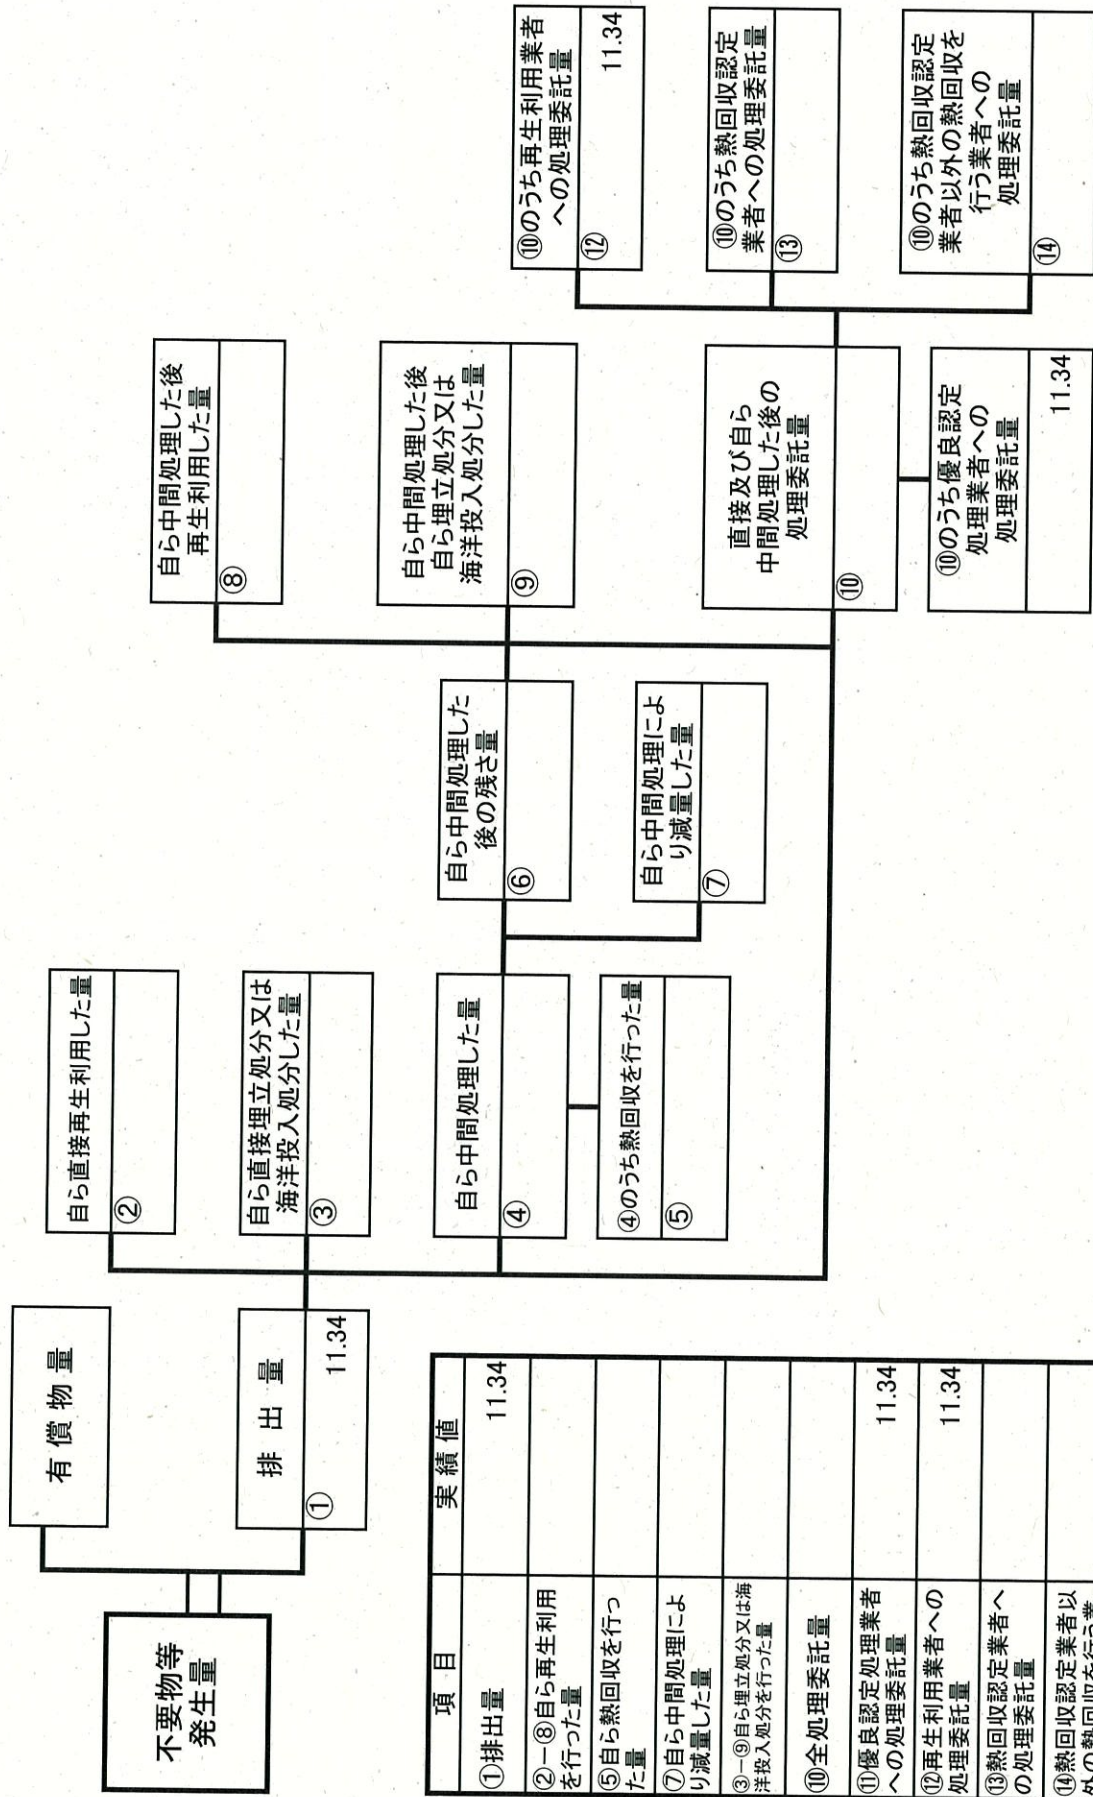 不要物等
発生量
有 償 物 量
排 出 量
①
11.34
自ら直接再生利用した量
②
自ら直接埋立処分又は
海洋投入処分した量
③
自ら中間処理した量
④
④のうち熱回収を行った量
⑤
自ら中間処理した
後の残さ量
⑥
自ら中間処理によ
り減量した量
⑦
自ら中間処理した後
再生利用した量
⑧
自ら中間処理した後
自ら埋立処分又は
海洋投入処分した量
⑨
直接及び自ら
中間処理した後の
処理委託量
⑩
⑩のうち優良認定
処理業者への
処理委託量
11.34
⑩のうち再生利用業者
への処理委託量
⑫
11.34
⑩のうち熱回収認定
業者への処理委託量
⑬
⑩のうち熱回収認定
業者以外の熱回収を
行う業者への
処理委託量
⑭
項 目
実 績 値
①排出量
11.34
②－⑧自ら再生利用
を行った量
⑤自ら熱回収を行っ
た量
⑦自ら中間処理によ
り減量した量
③－⑨自ら埋立処分又は海
洋投入処分を行った量
⑩全処理委託量
⑪優良認定処理業者
への処理委託量
11.34
⑫再生利用業者への
処理委託量
11.34
⑬熱回収認定業者へ
の処理委託量
⑭熱回収認定業者以
外の熱回収を行う業